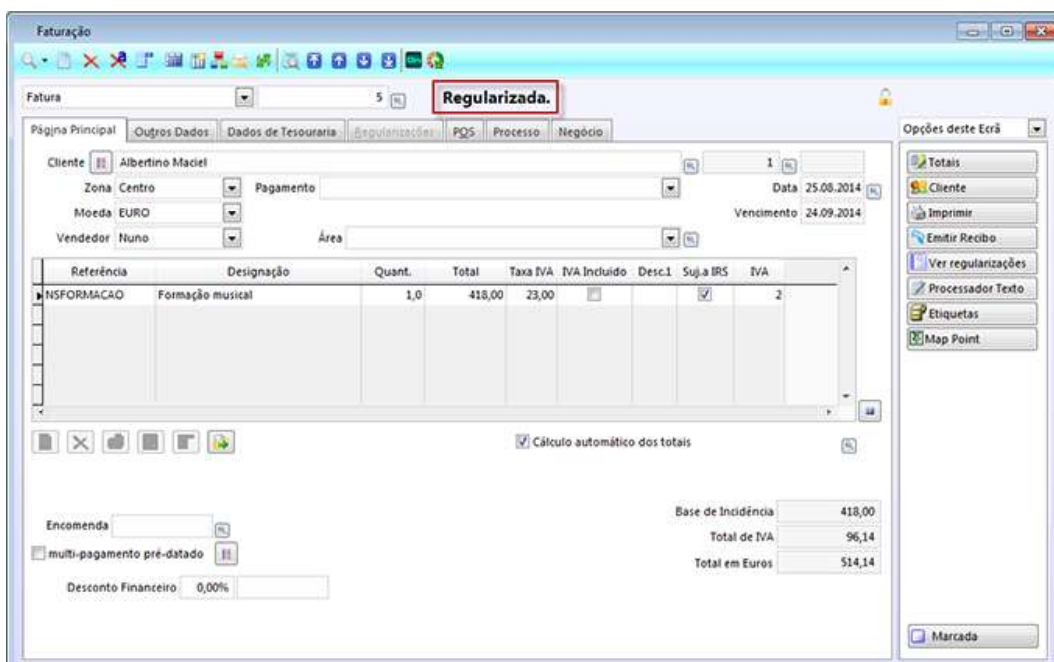 Faturação
Fatura 5 Regularizada.
Página Principal Outros Dados Dados de Tesouraria Regularizações POS Processo Negócio
Opções deste Ecrã
Cliente Albertino Maciel 1
Zona Centro Pagamento Data 25.08.2014
Moeda EURO Vencimento 24.09.2014
Vendedor Nuno Área
Referência Designação Quant. Total Taxa IVA IVA Incluido Desc.1 Suj.a IRS IVA
NSFORMACAO Formação musical 1,0 418,00 23,00 2
Cálculo automático dos totais
Encomenda
multi-pagamento pré-datado
Desconto Financeiro 0,00%
Base de Incidência 418,00
Total de IVA 96,14
Total em Euros 514,14
Totais
Cliente
Imprimir
Emitir Recibo
Ver regularizações
Processador Texto
Etiquetas
Map Point
Marcada